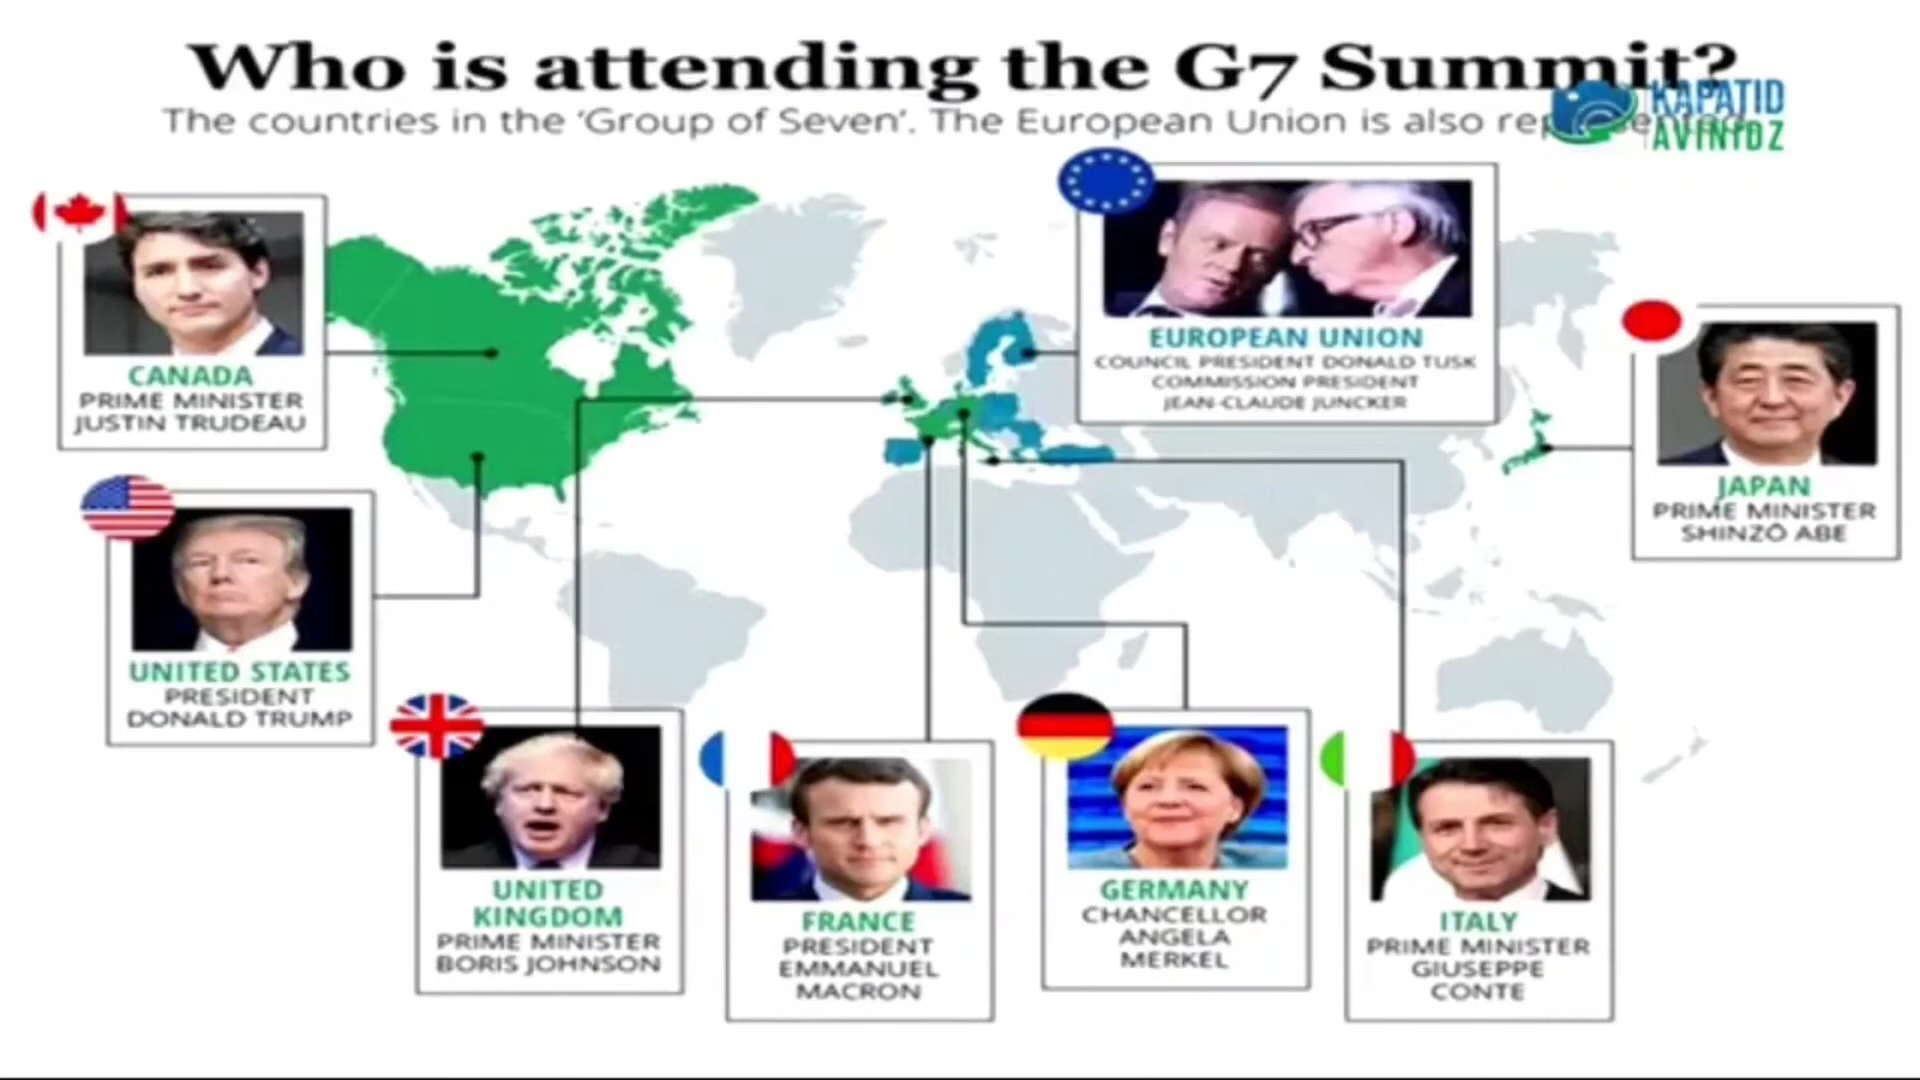 Who is attending the G7 Summit?
The countries in the ‘Group of Seven’. The European Union is also
KAPATID
AVINIDZ
CANADA
PRIME MINISTER
JUSTIN TRUDEAU
EUROPEAN UNION
COUNCIL PRESIDENT DONALD TUSK
COMMISSION PRESIDENT
JEAN-CLAUDE JUNCKER
JAPAN
PRIME MINISTER
SHINZŌ ABE
UNITED STATES
PRESIDENT
DONALD TRUMP
UNITED
KINGDOM
PRIME MINISTER
BORIS JOHNSON
FRANCE
PRESIDENT
EMMANUEL
MACRON
GERMANY
CHANCELLOR
ANGELA
MERKEL
ITALY
PRIME MINISTER
GIUSEPPE
CONTE